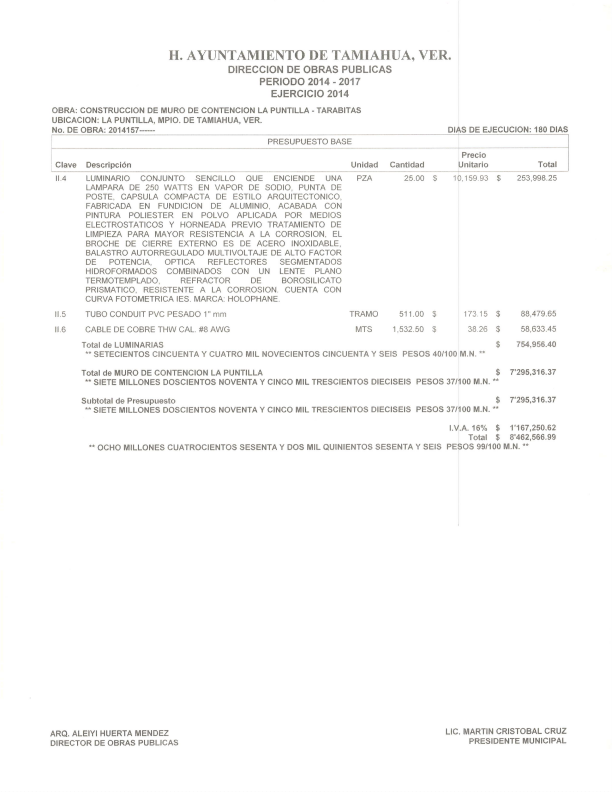 H. AYUNTAMIENTO DE TAMIAHUA, VER.
DIRECCION DE OBRAS PUBLICAS
PERIODO 2014 - 2017
EJERCICIO 2014
OBRA: CONSTRUCCION DE MURO DE CONTENCION LA PUNTILLA - TARABITAS
UBICACION: LA PUNTILLA, MPIO. DE TAMIAHUA, VER.
No. DE OBRA: 2014157------ DIAS DE EJECUCION: 180 DIAS
PRESUPUESTO BASE
Clave Descripción Unidad Cantidad Precio Unitario Total
II.4 LUMINARIO CONJUNTO SENCILLO QUE ENCIENDE UNA PZA 25.00 $ 10,159.93 $ 253,998.25
LAMPARA DE 250 WATTS EN VAPOR DE SODIO, PUNTA DE
POSTE, CAPSULA COMPACTA DE ESTILO ARQUITECTONICO,
FABRICADA EN FUNDICION DE ALUMINIO, ACABADA CON
PINTURA POLIESTER EN POLVO APLICADA POR MEDIOS
ELECTROSTATICOS Y HORNEADA PREVIO TRATAMIENTO DE
LIMPIEZA PARA MAYOR RESISTENCIA A LA CORROSION, EL
BROCHE DE CIERRE EXTERNO ES DE ACERO INOXIDABLE,
BALASTRO AUTORREGULADO MULTIVOLTAJE DE ALTO FACTOR
DE POTENCIA, OPTICA REFLECTORES SEGMENTADOS
HIDROFORMADOS COMBINADOS CON UN LENTE PLANO
TERMOTEMPLADO, REFRACTOR DE BOROSILICATO
PRISMATICO, RESISTENTE A LA CORROSION. CUENTA CON
CURVA FOTOMETRICA IES. MARCA: HOLOPHANE.
II.5 TUBO CONDUIT PVC PESADO 1" mm TRAMO 511.00 $ 173.15 $ 88,479.65
II.6 CABLE DE COBRE THW CAL. #8 AWG MTS 1,532.50 $ 38.26 $ 58,633.45
Total de LUMINARIAS $ 754,956.40
** SETECIENTOS CINCUENTA Y CUATRO MIL NOVECIENTOS CINCUENTA Y SEIS PESOS 40/100 M.N. **
Total de MURO DE CONTENCION LA PUNTILLA $ 7'295,316.37
** SIETE MILLONES DOSCIENTOS NOVENTA Y CINCO MIL TRESCIENTOS DIECISEIS PESOS 37/100 M.N. **
Subtotal de Presupuesto $ 7'295,316.37
** SIETE MILLONES DOSCIENTOS NOVENTA Y CINCO MIL TRESCIENTOS DIECISEIS PESOS 37/100 M.N. **
I.V.A. 16% $ 1'167,250.62
Total $ 8'462,566.99
** OCHO MILLONES CUATROCIENTOS SESENTA Y DOS MIL QUINIENTOS SESENTA Y SEIS PESOS 99/100 M.N. **
ARQ. ALEIYI HUERTA MENDEZ
DIRECTOR DE OBRAS PUBLICAS
LIC. MARTIN CRISTOBAL CRUZ
PRESIDENTE MUNICIPAL